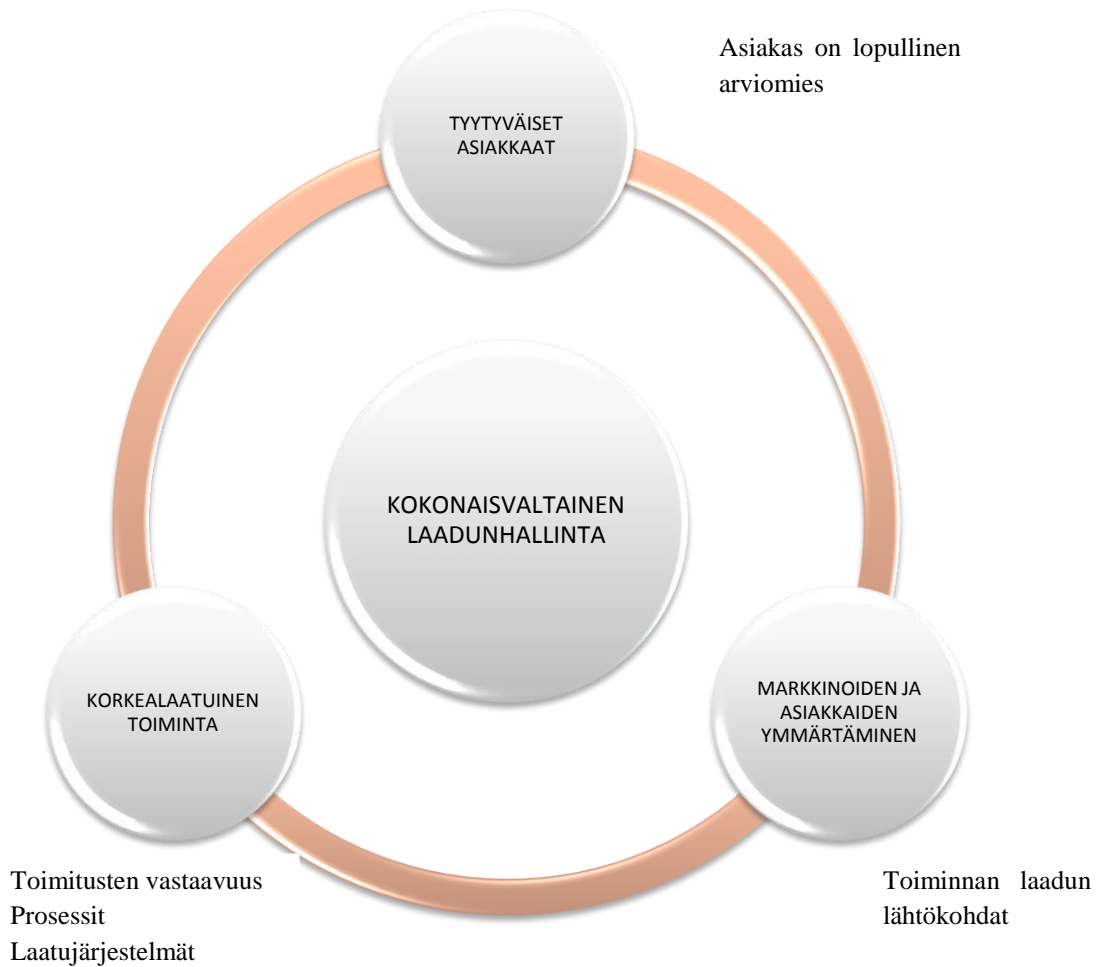 Asiakas on lopullinen
arviomies
TYYTYVÄISET
ASIAKKAAT
KOKONAISVALTAINEN
LAADUNHALLINTA
KORKEALAATUINEN
TOIMINTA
MARKKINOIDEN JA
ASIAKKAIDEN
YMMÄRTÄMINEN
Toimitusten vastaavuus
Prosessit
Laatujärjestelmät
Toiminnan laadun
lähtökohdat